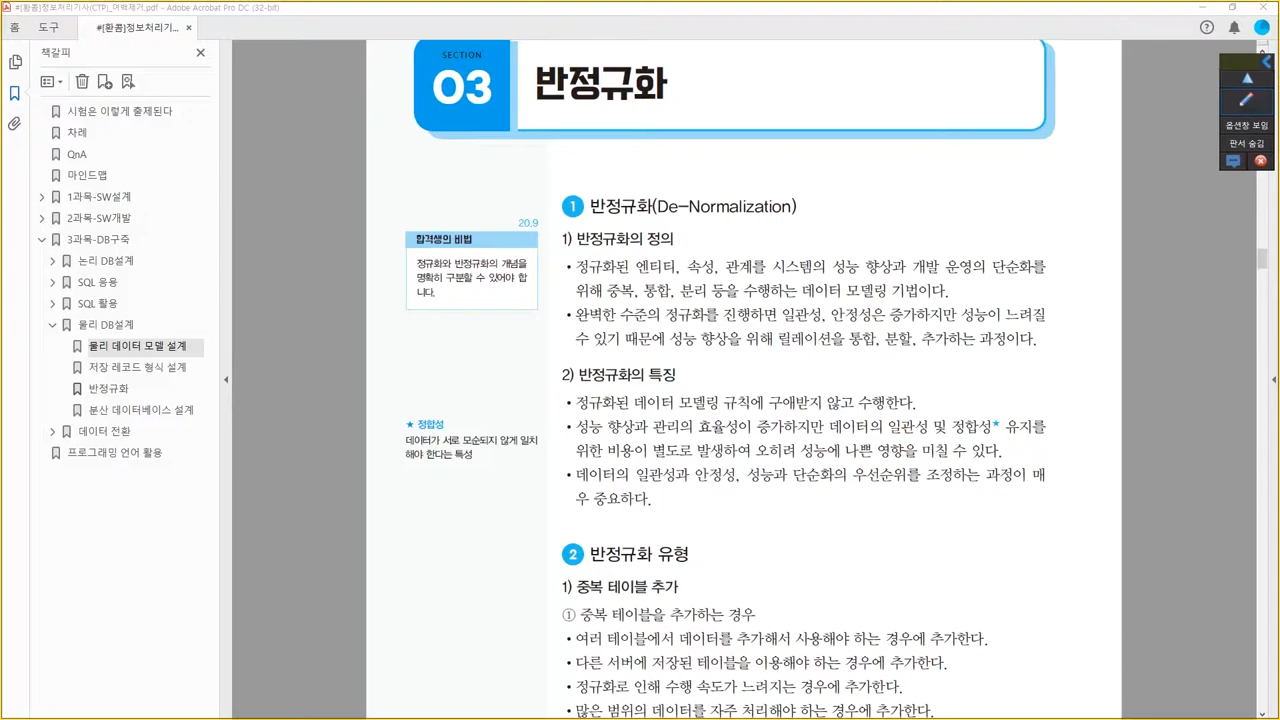 #[환콤]정보처리기사(CTP)_여백제거.pdf - Adobe Acrobat Pro DC (32-bit)
홈 도구 #[환콤]정보처리기... ×
책갈피
시험은 이렇게 출제된다
차례
QnA
마인드맵
1과목-SW설계
2과목-SW개발
3과목-DB구축
논리 DB설계
SQL 응용
SQL 활용
물리 DB설계
물리 데이터 모델 설계
저장 레코드 형식 설계
반정규화
분산 데이터베이스 설계
데이터 전환
프로그래밍 언어 활용
SECTION
03
반정규화
옵션창 보임
판서 숨김
1 반정규화(De-Normalization)
20.9
합격생의 비법
정규화와 반정규화의 개념을
명확히 구분할 수 있어야 합
니다.
1) 반정규화의 정의
• 정규화된 엔티티, 속성, 관계를 시스템의 성능 향상과 개발 운영의 단순화를
위해 중복, 통합, 분리 등을 수행하는 데이터 모델링 기법이다.
• 완벽한 수준의 정규화를 진행하면 일관성, 안정성은 증가하지만 성능이 느려질
수 있기 때문에 성능 향상을 위해 릴레이션을 통합, 분할, 추가하는 과정이다.
2) 반정규화의 특징
• 정규화된 데이터 모델링 규칙에 구애받지 않고 수행한다.
• 성능 향상과 관리의 효율성이 증가하지만 데이터의 일관성 및 정합성★ 유지를
위한 비용이 별도로 발생하여 오히려 성능에 나쁜 영향을 미칠 수 있다.
• 데이터의 일관성과 안정성, 성능과 단순화의 우선순위를 조정하는 과정이 매
우 중요하다.
★ 정합성
데이터가 서로 모순되지 않게 일치
해야 한다는 특성
2 반정규화 유형
1) 중복 테이블 추가
① 중복 테이블을 추가하는 경우
• 여러 테이블에서 데이터를 추가해서 사용해야 하는 경우에 추가한다.
• 다른 서버에 저장된 테이블을 이용해야 하는 경우에 추가한다.
• 정규화로 인해 수행 속도가 느려지는 경우에 추가한다.
• 많은 범위의 데이터를 자주 처리해야 하는 경우에 추가한다.